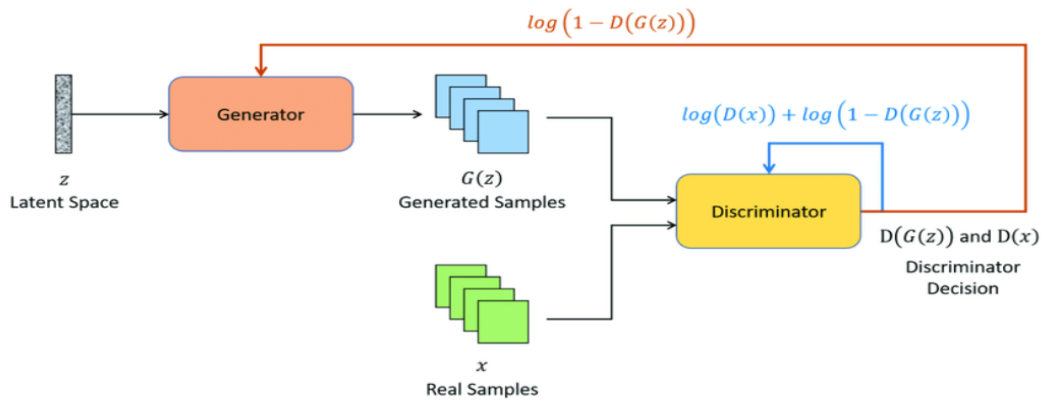 log(1 − D(G(z)))
Generator
log(D(x)) + log(1 − D(G(z)))
z
Latent Space
G(z)
Generated Samples
Discriminator
D(G(z)) and D(x)
Discriminator
Decision
x
Real Samples